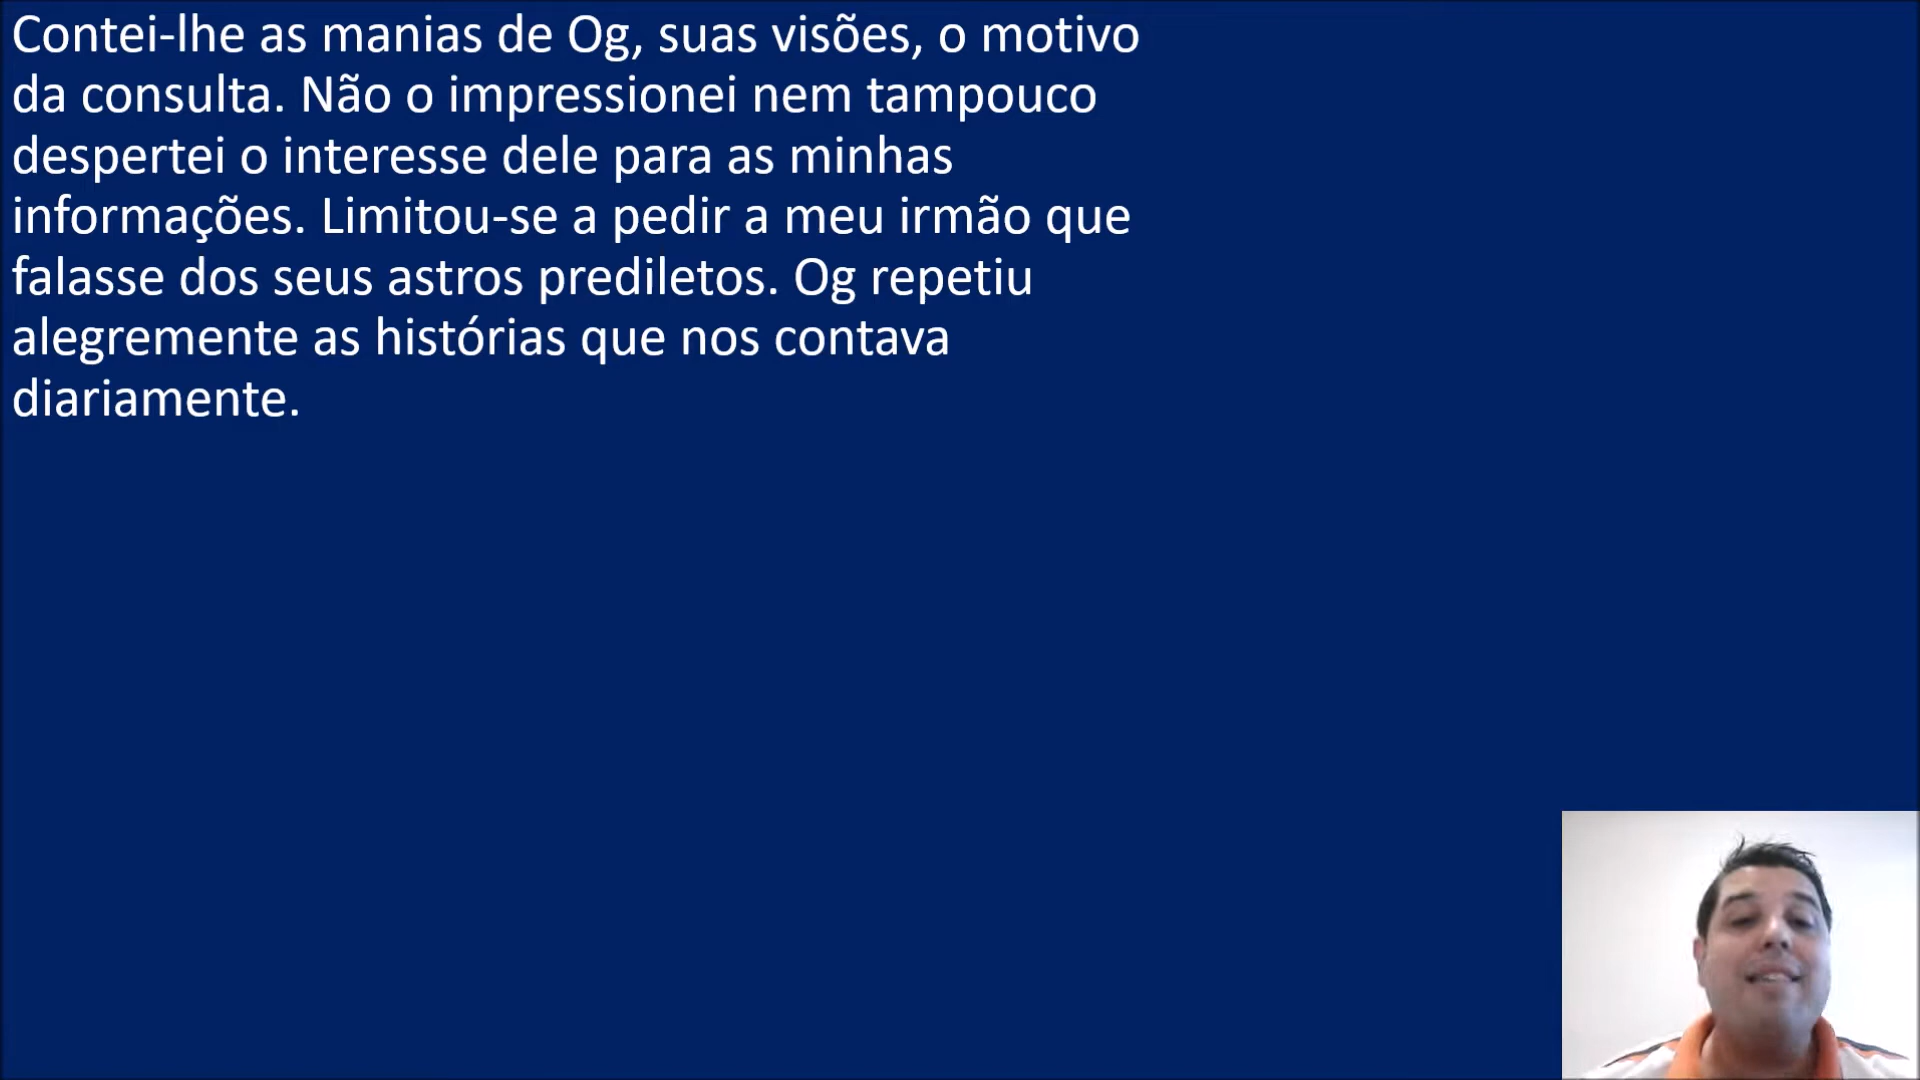 Contei-lhe as manias de Og, suas visões, o motivo
da consulta. Não o impressionei nem tampouco
despertei o interesse dele para as minhas
informações. Limitou-se a pedir a meu irmão que
falasse dos seus astros prediletos. Og repetiu
alegremente as histórias que nos contava
diariamente.